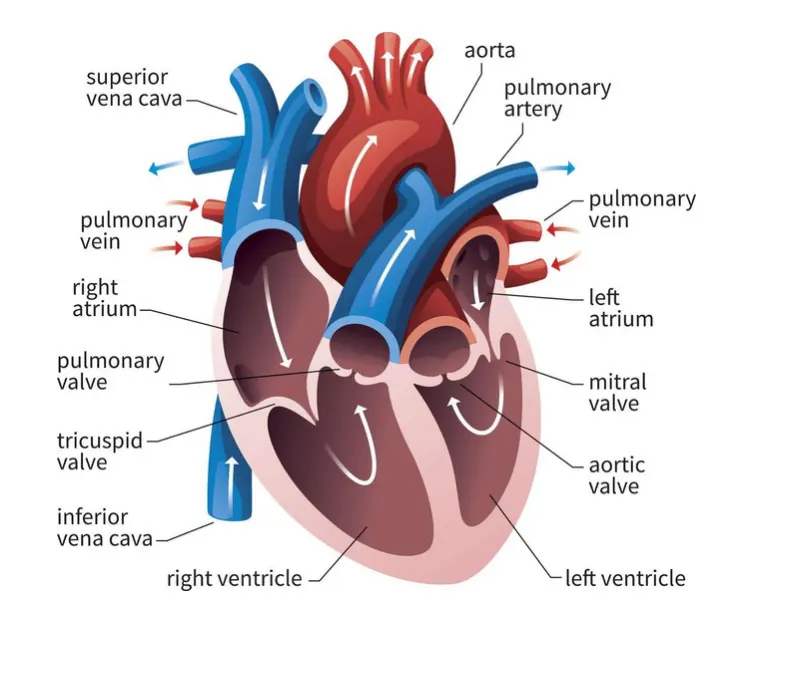 aorta
superior
vena cava
pulmonary
artery
pulmonary
vein
pulmonary
vein
right
atrium
left
atrium
pulmonary
valve
mitral
valve
tricuspid
valve
aortic
valve
inferior
vena cava
right ventricle
left ventricle